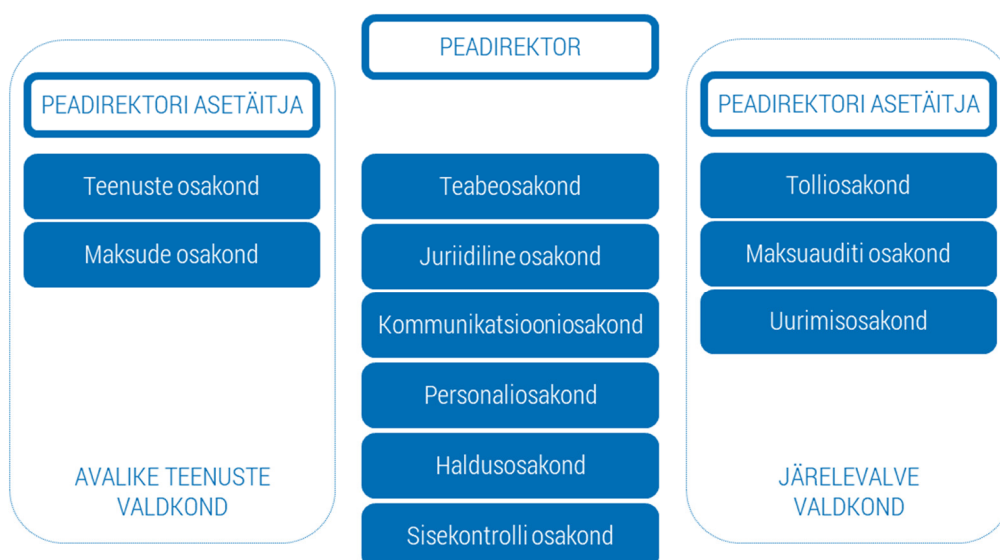 PEADIREKTOR
PEADIREKTORI ASETÄITJA
Teenuste osakond
Maksude osakond
AVALIKE TEENUSTE
VALDKOND
Teabeosakond
Juriidiline osakond
Kommunikatsiooniosakond
Personaliosakond
Haldusosakond
Sisekontrolli osakond
PEADIREKTORI ASETÄITJA
Tolliosakond
Maksuauditi osakond
Uurimisosakond
JÄRELEVALVE
VALDKOND